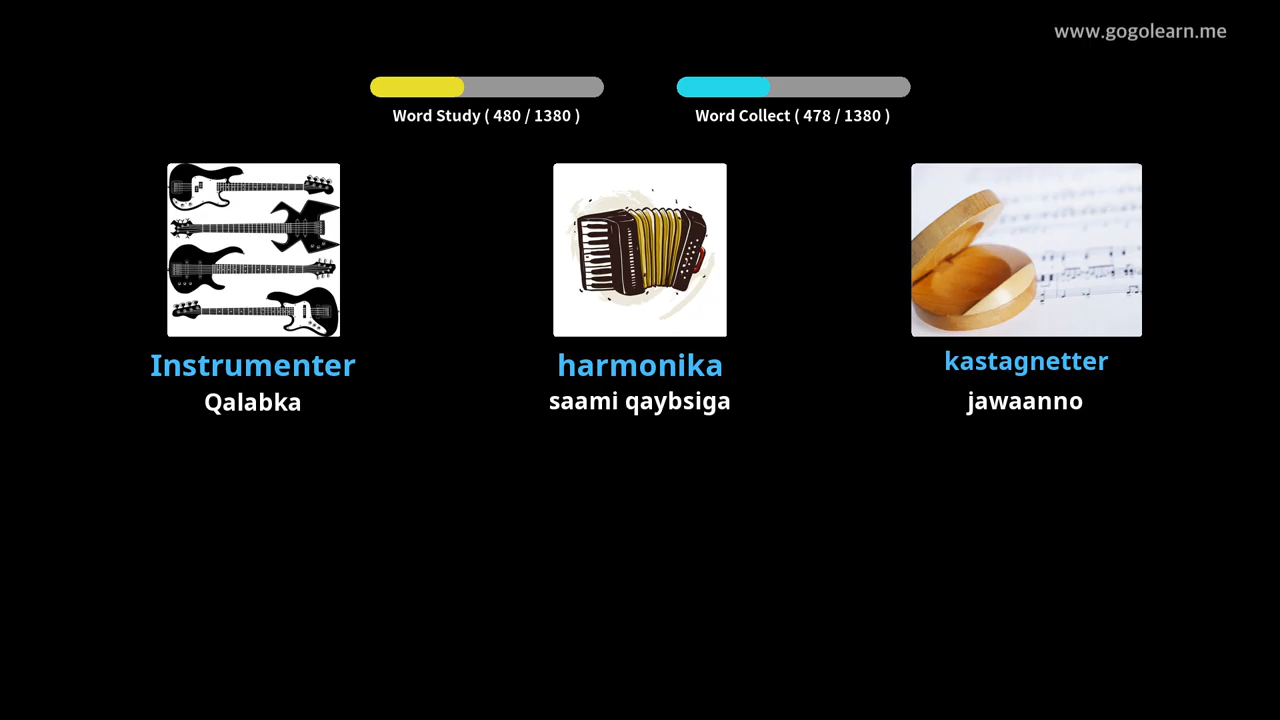 www.gogolearn.me
Word Study ( 480 / 1380 )
Word Collect ( 478 / 1380 )
Instrumenter
Qalabka
harmonika
saami qaybsiga
kastagnetter
jawaanno